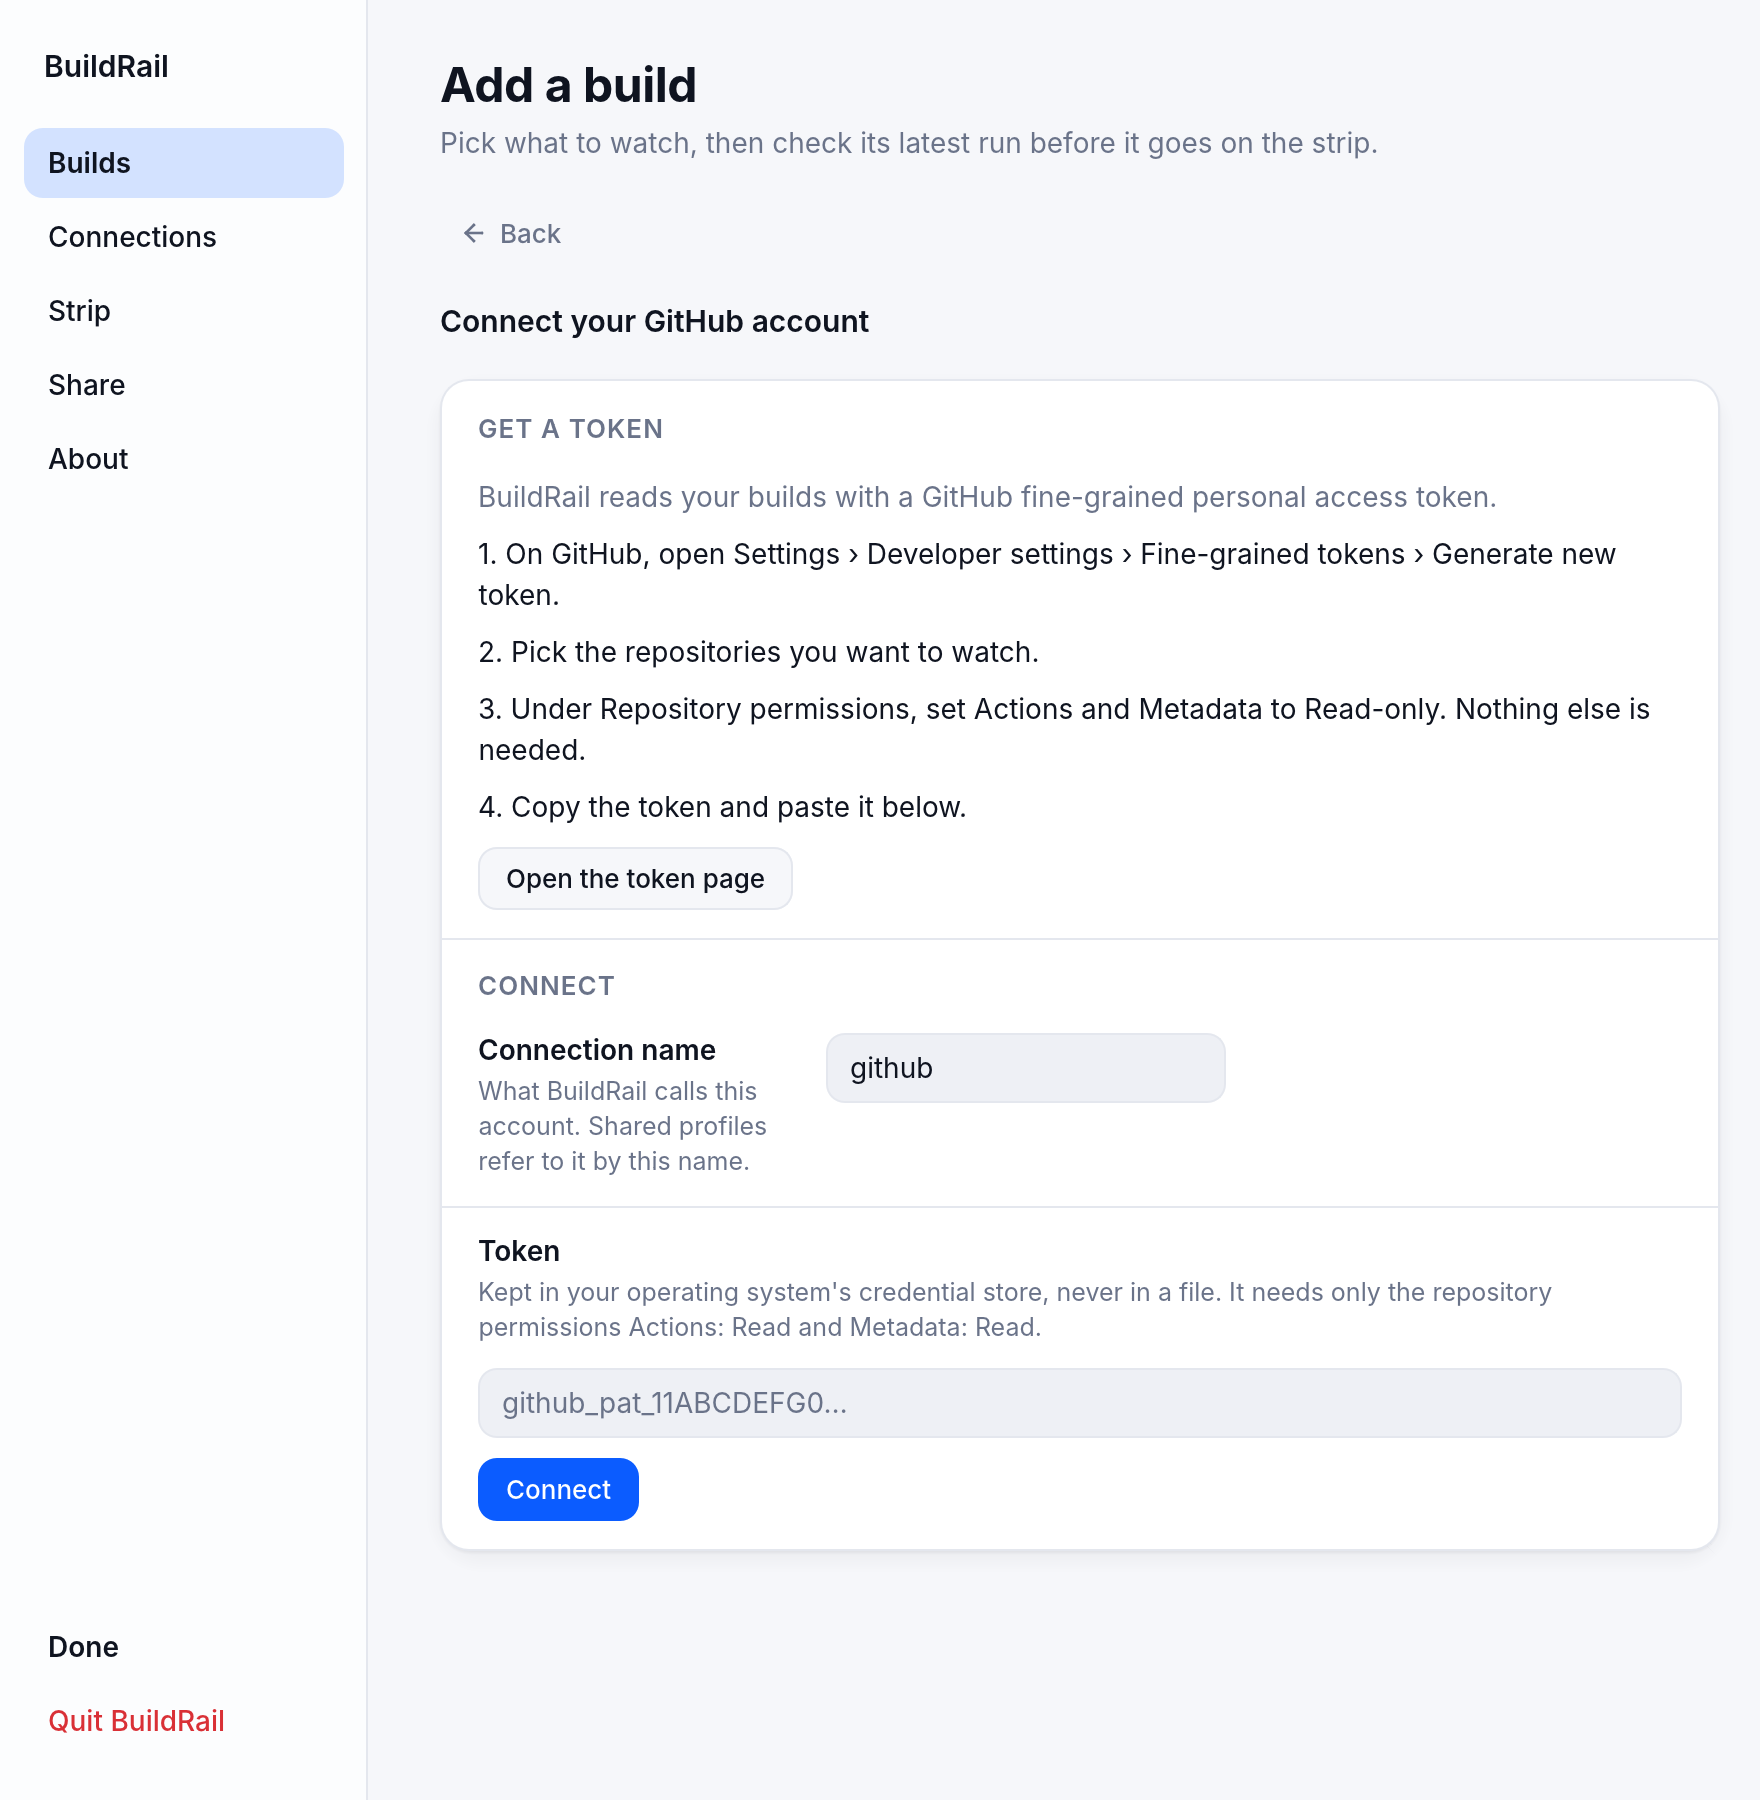 BuildRail
Builds
Connections
Strip
Share
About
Done
Quit BuildRail
Add a build
Pick what to watch, then check its latest run before it goes on the strip.
← Back
Connect your GitHub account
GET A TOKEN
BuildRail reads your builds with a GitHub fine-grained personal access token.
1. On GitHub, open Settings › Developer settings › Fine-grained tokens › Generate new
token.
2. Pick the repositories you want to watch.
3. Under Repository permissions, set Actions and Metadata to Read-only. Nothing else is
needed.
4. Copy the token and paste it below.
Open the token page
CONNECT
Connection name
What BuildRail calls this
account. Shared profiles
refer to it by this name.
github
Token
Kept in your operating system's credential store, never in a file. It needs only the repository
permissions Actions: Read and Metadata: Read.
github_pat_11ABCDEFG0...
Connect